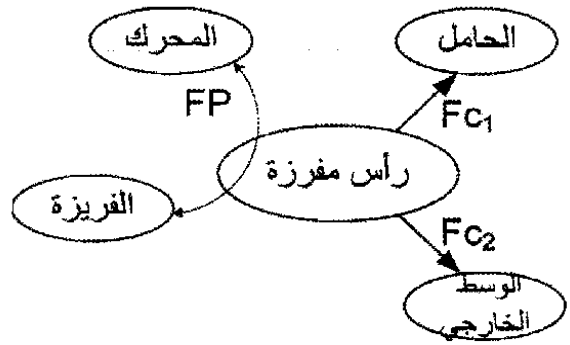 المحرك
الحامل
FP
Fc1
رأس مفرزة
الفريزة
Fc2
الوسط
الخارجي